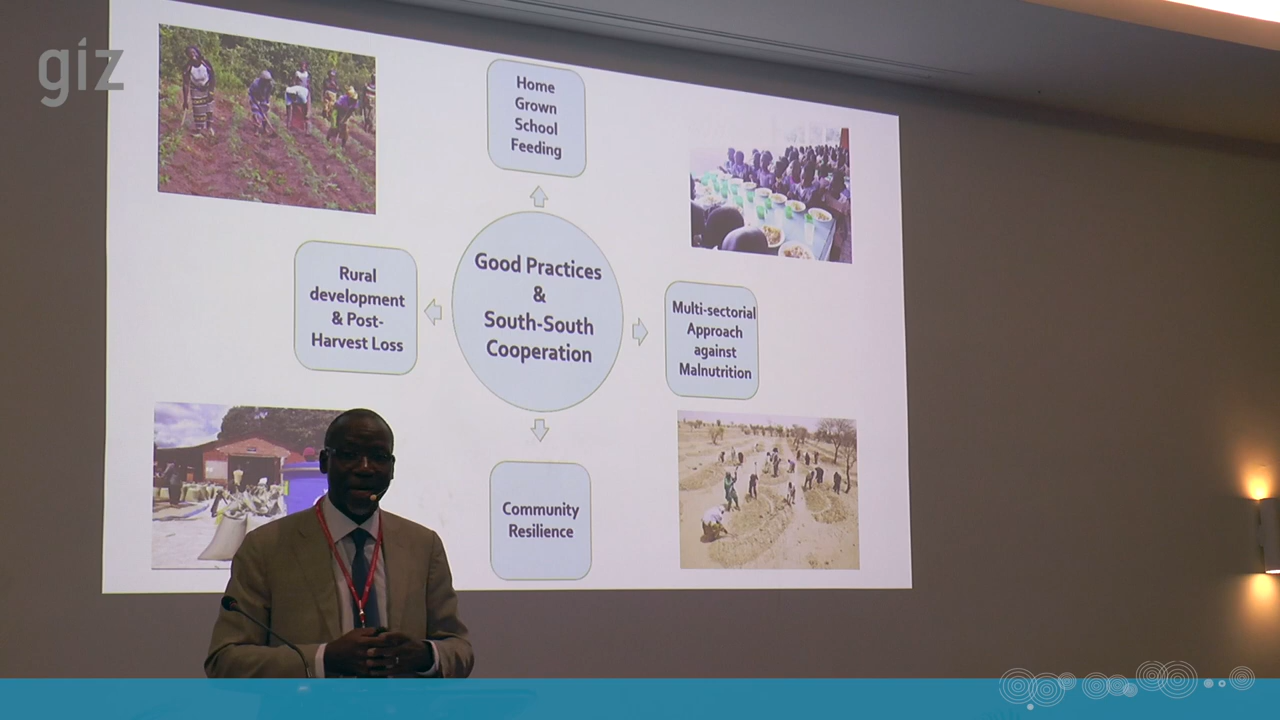 giz
Home
Grown
School
Feeding
Rural
development
& Post-
Harvest Loss
Good Practices
&
South-South
Cooperation
Multi-sectorial
Approach
against
Malnutrition
Community
Resilience